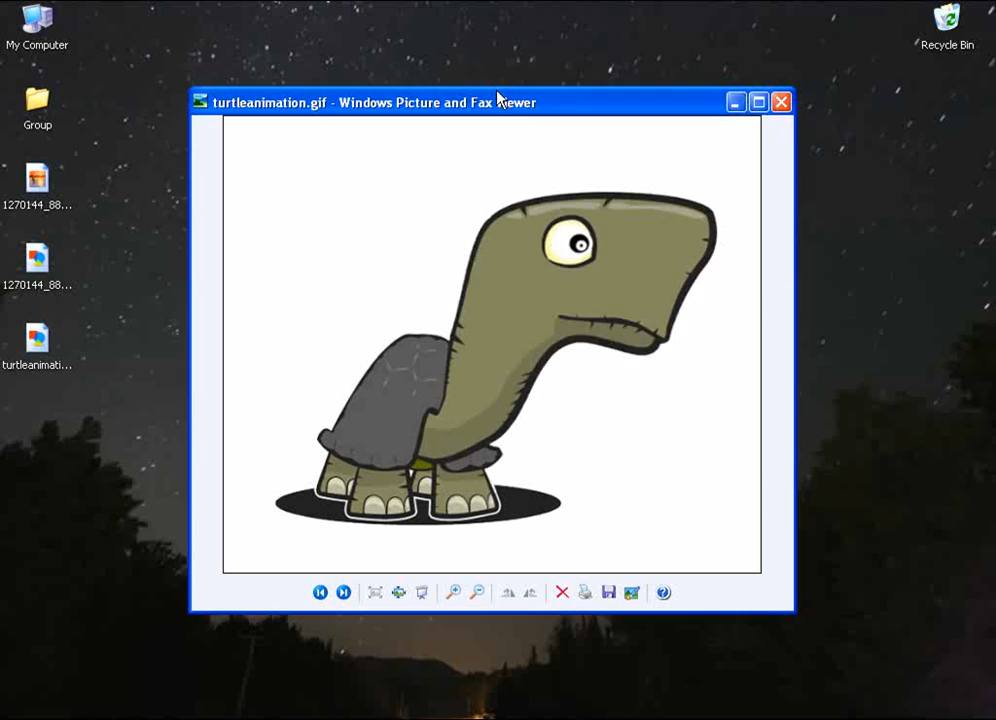 My Computer
Recycle Bin
turtleanimation.gif - Windows Picture and Fax Viewer
Group
1270144_88...
1270144_88...
turtleanimati...